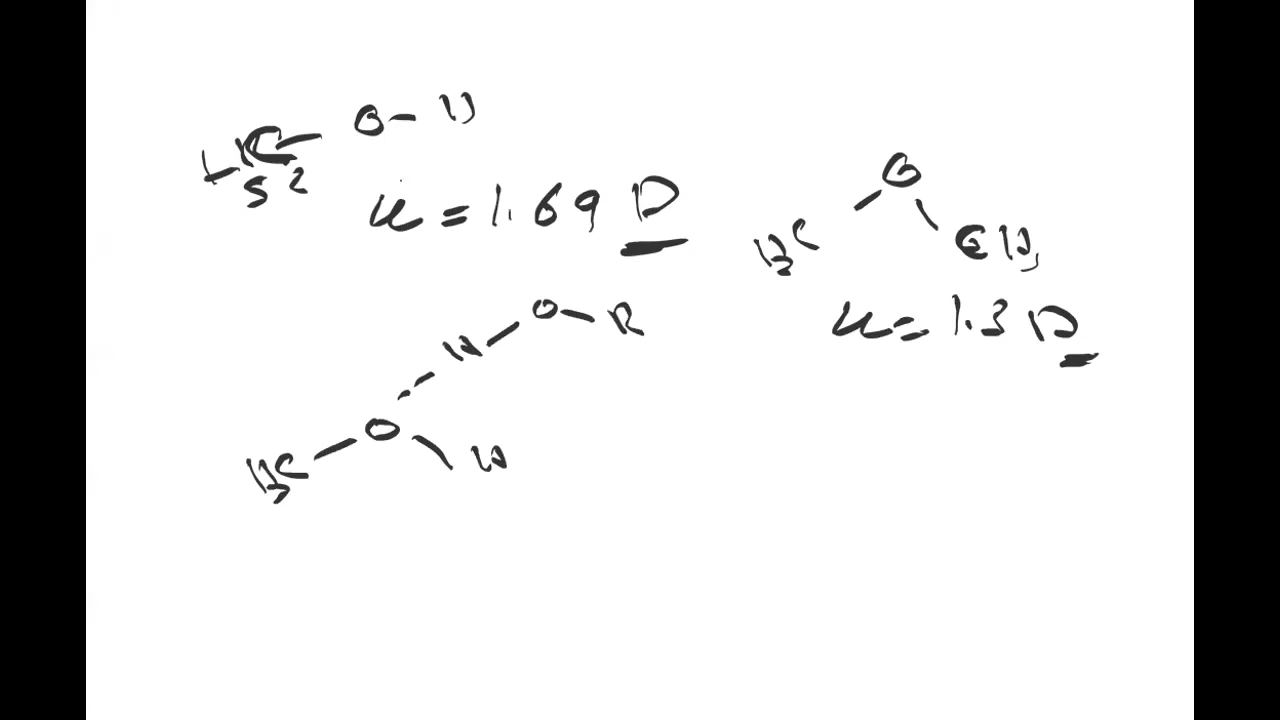 O – H
μ = 1.69 D
O
H3C
CH3
μ = 1.3 D
H
O – R
O
H3C
H